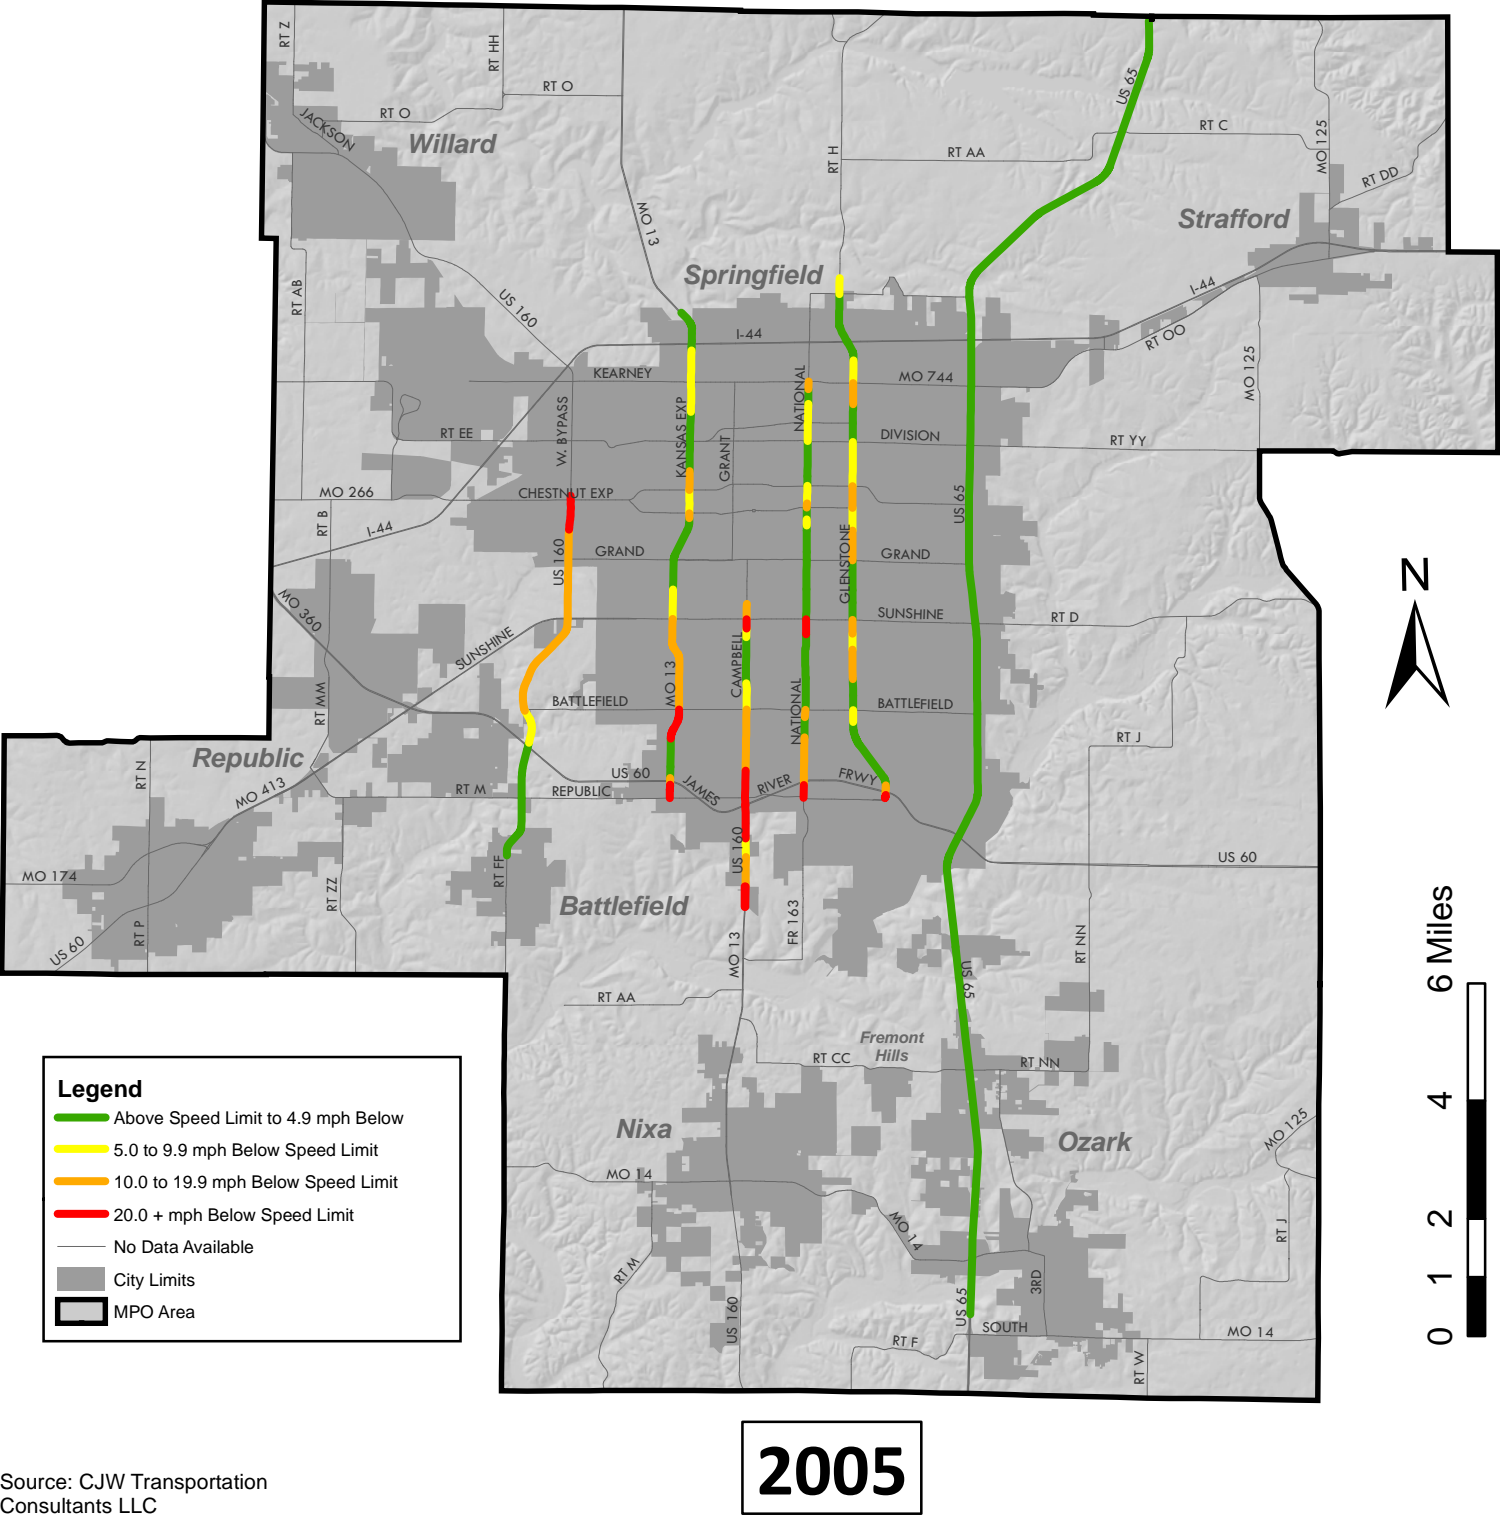 RT Z
RT HH
RT O
RT O
JACKSON
Willard
US 65
RT C
MO 125
RT AA
RT H
RT DD
MO 13
Strafford
Springfield
RT AB
US 160
I-44
I-44
RT OO
MO 125
KEARNEY
MO 744
NATIONAL
W. BYPASS
KANSAS EXP
GRANT
RT EE
DIVISION
RT YY
MO 266
CHESTNUT EXP
US 65
RT B
I-44
GRAND
GRAND
US 160
GLENSTONE
N
MO 360
SUNSHINE
SUNSHINE
RT D
CAMPBELL
MO 13
RT MM
BATTLEFIELD
BATTLEFIELD
NATIONAL
RT J
Republic
RT N
MO 413
US 60
JAMES
RIVER
FRWY
RT M
REPUBLIC
US 160
US 60
MO 174
RT FF
RT ZZ
Battlefield
FR 163
RT P
US 60
MO 13
RT NN
US 65
RT AA
Fremont
Hills
RT CC
RT NN
Nixa
Ozark
MO 125
MO 14
MO 14
RT J
RT M
3RD
US 160
US 65
SOUTH
RT F
MO 14
RT W
6 Miles
4
2
1
0
Legend
Above Speed Limit to 4.9 mph Below
5.0 to 9.9 mph Below Speed Limit
10.0 to 19.9 mph Below Speed Limit
20.0 + mph Below Speed Limit
No Data Available
City Limits
MPO Area
2005
Source: CJW Transportation
Consultants LLC